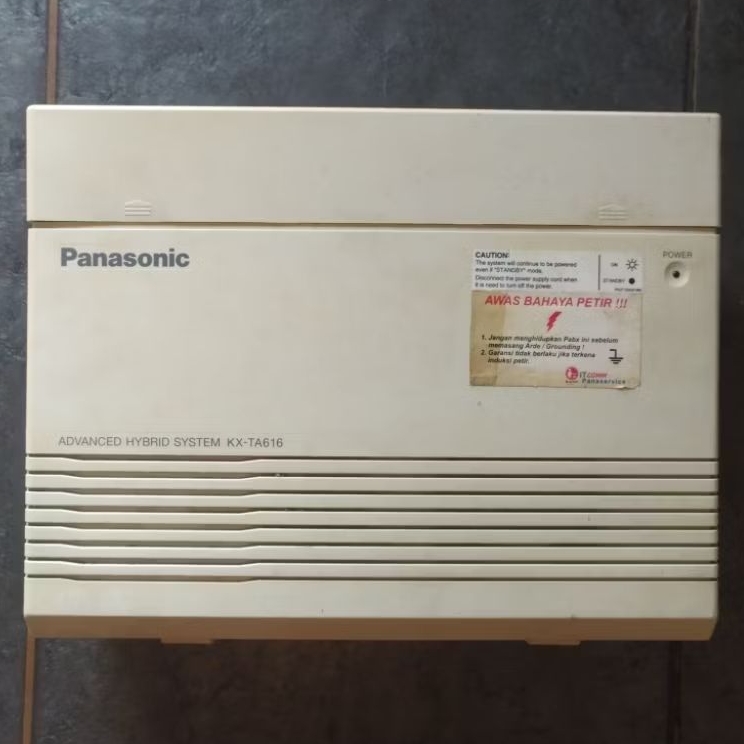 Panasonic
CAUTION:
The system will continue to be powered
even if "STANDBY" mode.
Disconnect the power supply cord when
it is need to turn off the power.
ON
STANDBY
POWER
AWAS BAHAYA PETIR !!!
1. Jangan menghidupkan Pabx ini sebelum
memasang Arde / Grounding !
2. Garansi tidak berlaku jika terkena
induksi petir.
ITCOMM
Panaservice
ADVANCED HYBRID SYSTEM KX-TA616